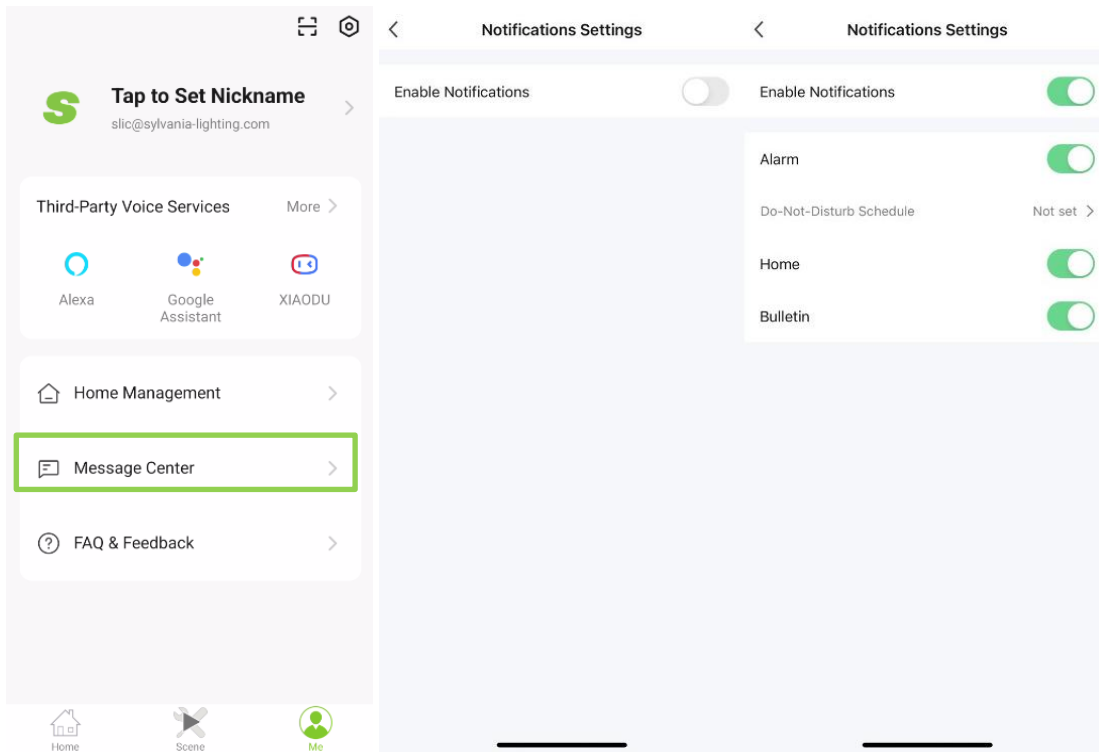 Tap to Set Nickname
slic@sylvania-lighting.com
Third-Party Voice Services More
Alexa
Google
Assistant
XIAODU
Home Management
Message Center
FAQ & Feedback
Home
Scene
Me
Notifications Settings
Enable Notifications
Notifications Settings
Enable Notifications
Alarm
Do-Not-Disturb Schedule Not set
Home
Bulletin